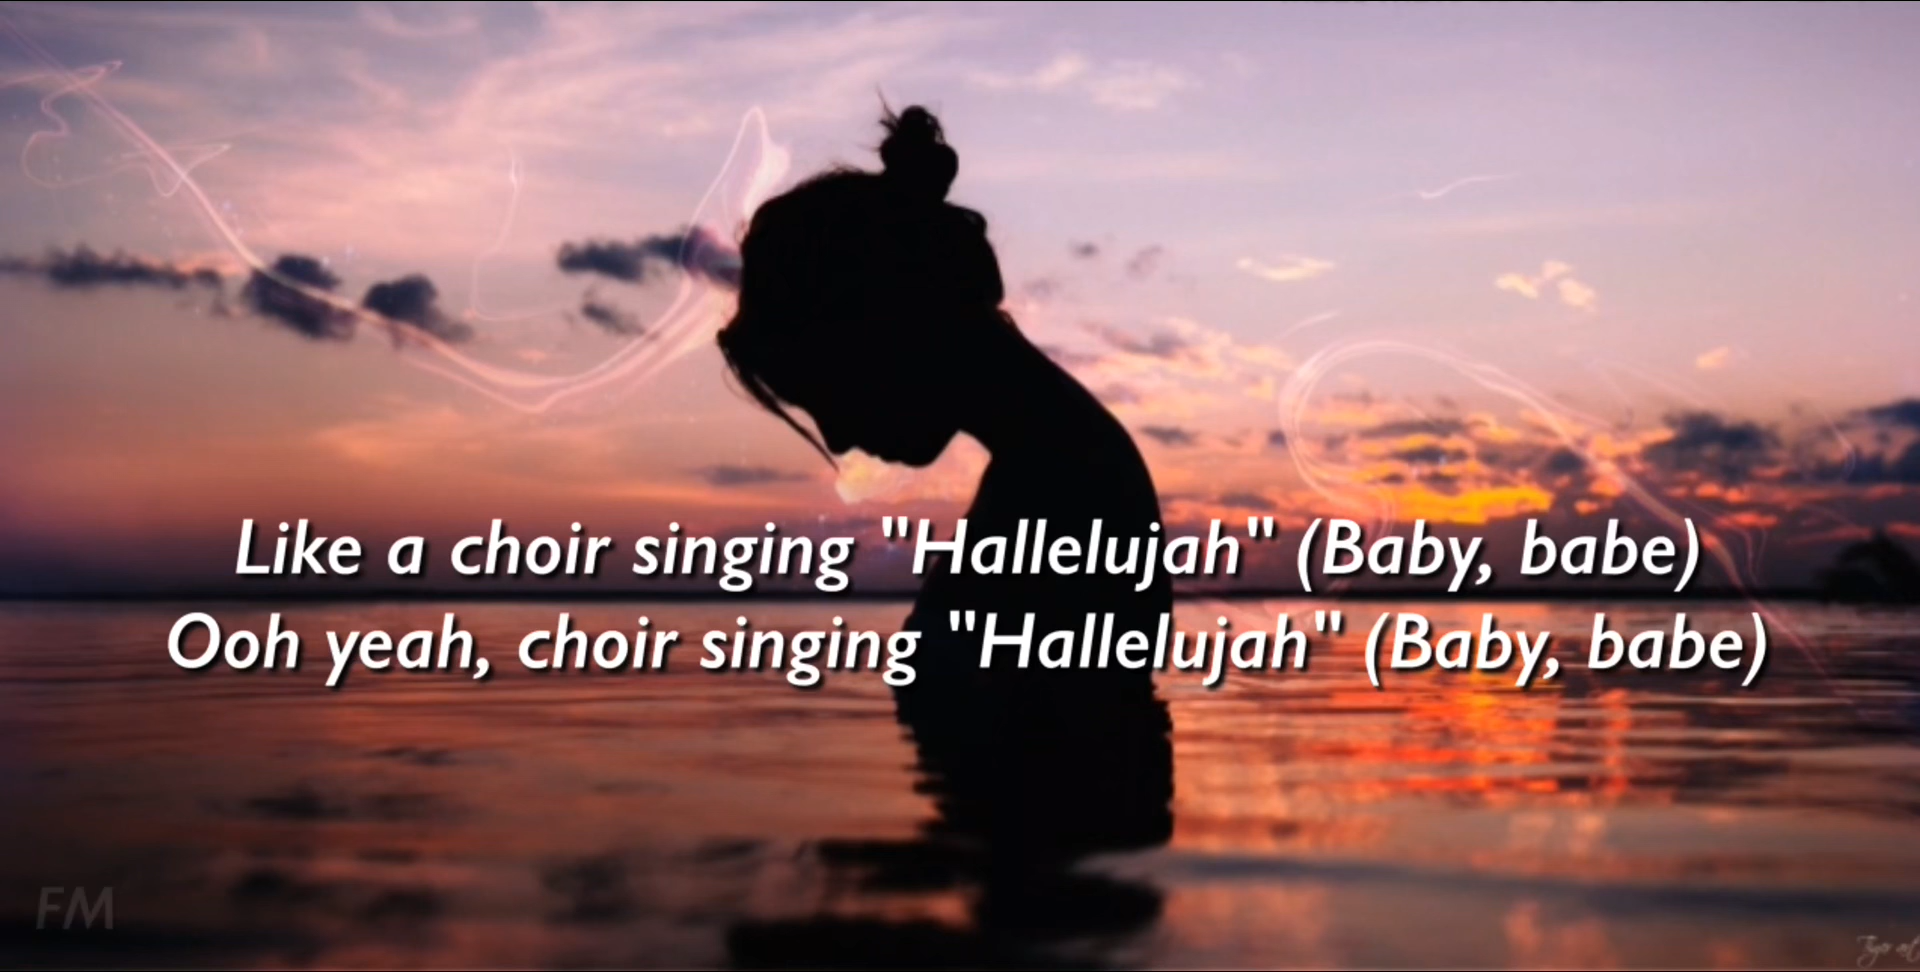 Like a choir singing "Hallelujah" (Baby, babe)
Ooh yeah, choir singing "Hallelujah" (Baby, babe)
FM